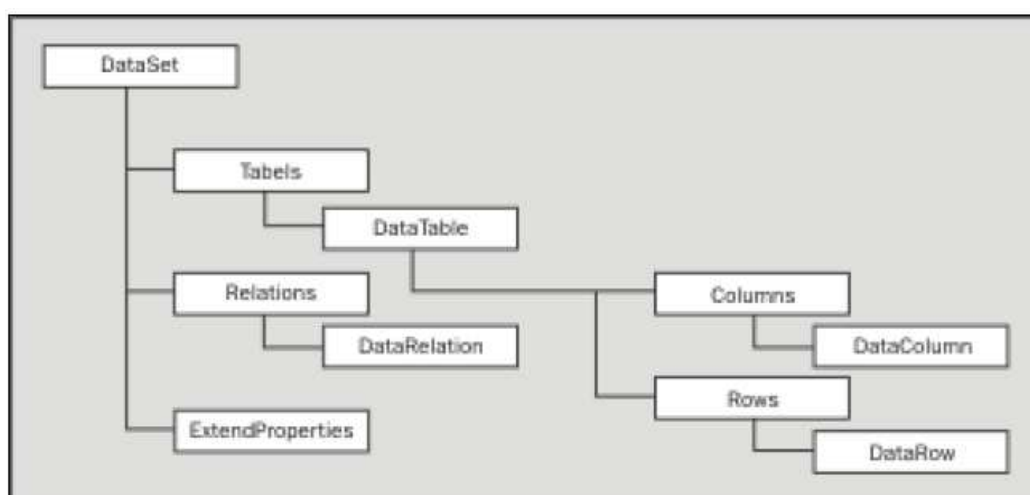 DataSet
Tabels
DataTable
Relations
Columns
DataRelation
DataColumn
Rows
ExtendProperties
DataRow